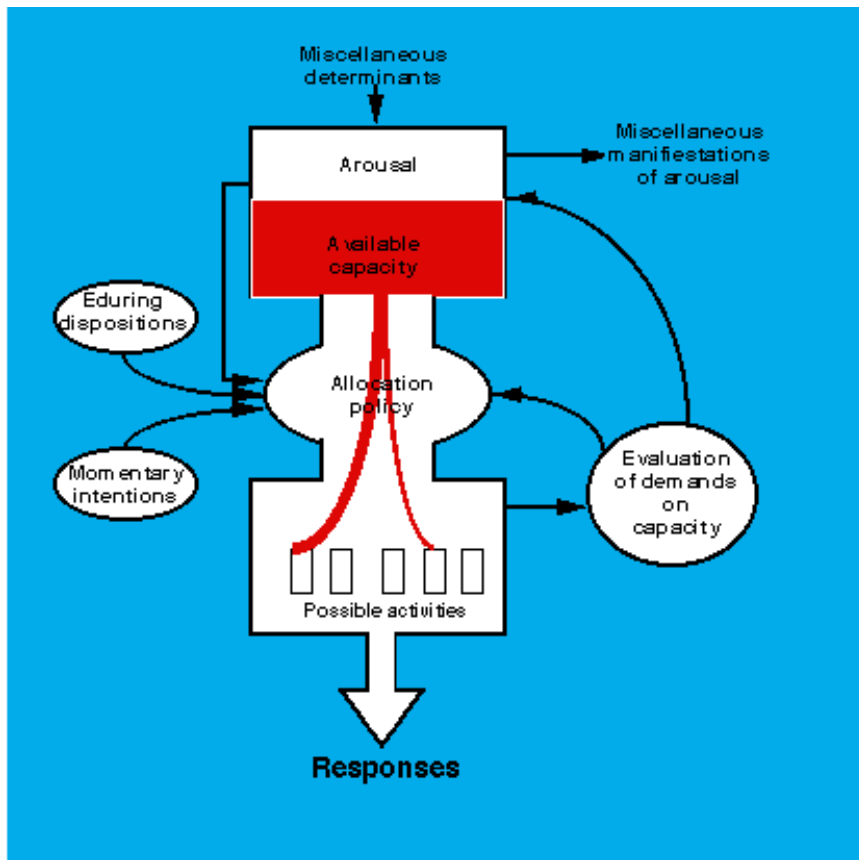 Miscellaneous
determinants
Arousal
Miscellaneous
manifestations
of arousal
Available
capacity
Eduring
dispositions
Allocation
policy
Momentary
intentions
Evaluation
of demands
on
capacity
Possible activities
Responses